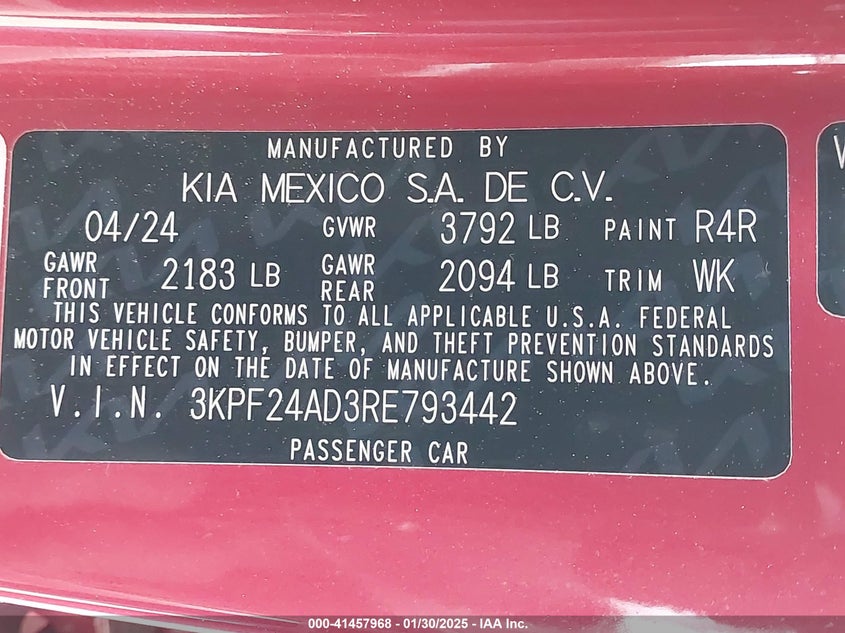 MANUFACTURED BY
KIA MEXICO S.A. DE C.V.
04/24 GVWR 3792 LB PAINT R4R
GAWR FRONT 2183 LB GAWR REAR 2094 LB TRIM WK
THIS VEHICLE CONFORMS TO ALL APPLICABLE U.S.A. FEDERAL
MOTOR VEHICLE SAFETY, BUMPER, AND THEFT PREVENTION STANDARDS
IN EFFECT ON THE DATE OF MANUFACTURE SHOWN ABOVE.
V.I.N. 3KPF24AD3RE793442
PASSENGER CAR
000-41457968 - 01/30/2025 - IAA Inc.